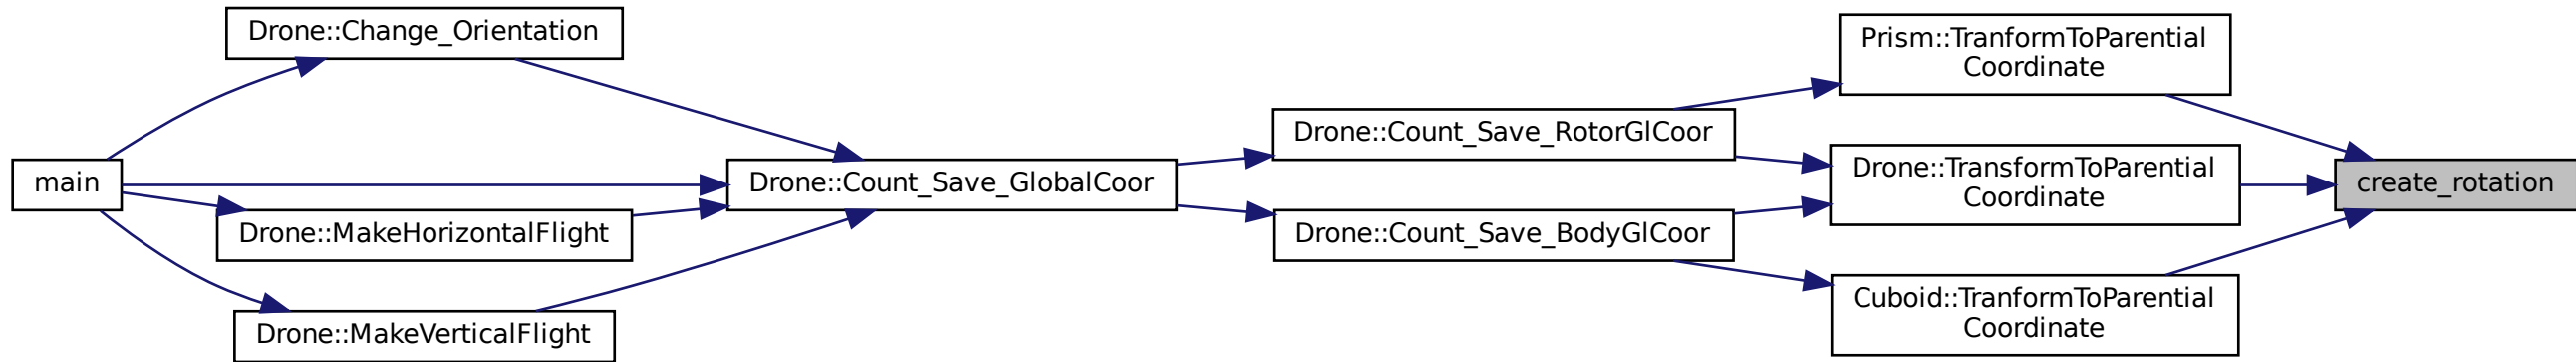 main
Drone::Change_Orientation
Drone::MakeHorizontalFlight
Drone::MakeVerticalFlight
Drone::Count_Save_GlobalCoor
Drone::Count_Save_RotorGlCoor
Drone::Count_Save_BodyGlCoor
Prism::TranformToParential
Coordinate
Drone::TransformToParential
Coordinate
Cuboid::TranformToParential
Coordinate
create_rotation